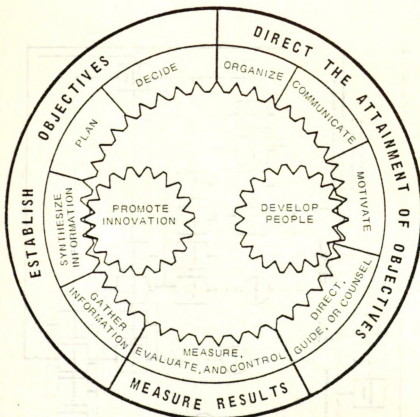 ESTABLISH OBJECTIVES
DIRECT THE ATTAINMENT OF OBJECTIVES
MEASURE RESULTS
GATHER
INFORMATION
SYNTHESIZE
INFORMATION
PLAN
DECIDE
ORGANIZE
COMMUNICATE
MOTIVATE
DIRECT,
GUIDE, OR COUNSEL
MEASURE,
EVALUATE, AND CONTROL
PROMOTE
INNOVATION
DEVELOP
PEOPLE